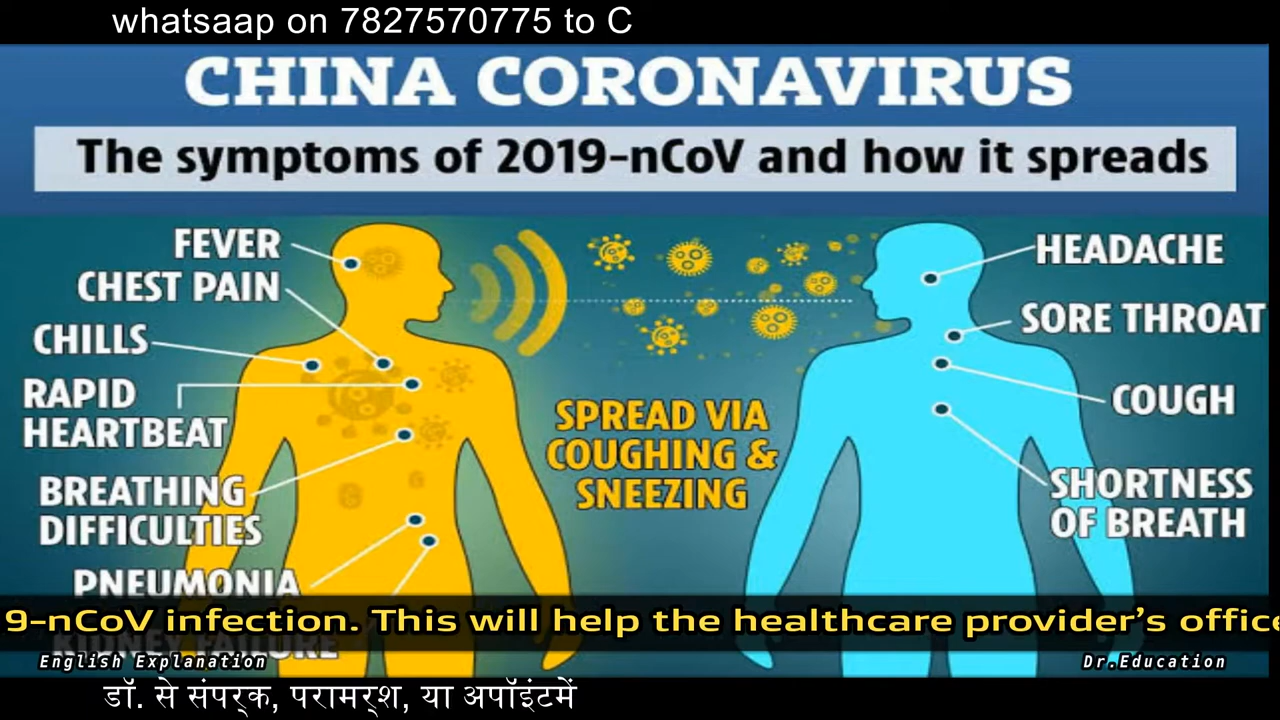 whatsaap on 7827570775 to C
CHINA CORONAVIRUS
The symptoms of 2019-nCoV and how it spreads
FEVER
CHEST PAIN
CHILLS
RAPID
HEARTBEAT
BREATHING
DIFFICULTIES
PNEUMONIA
KIDNEY FAILURE
SPREAD VIA
COUGHING &
SNEEZING
HEADACHE
SORE THROAT
COUGH
SHORTNESS
OF BREATH
9-nCoV infection. This will help the healthcare provider’s office
English Explanation
Dr.Education
डॉ. से संपर्क, परामर्श, या अपॉइंटमें